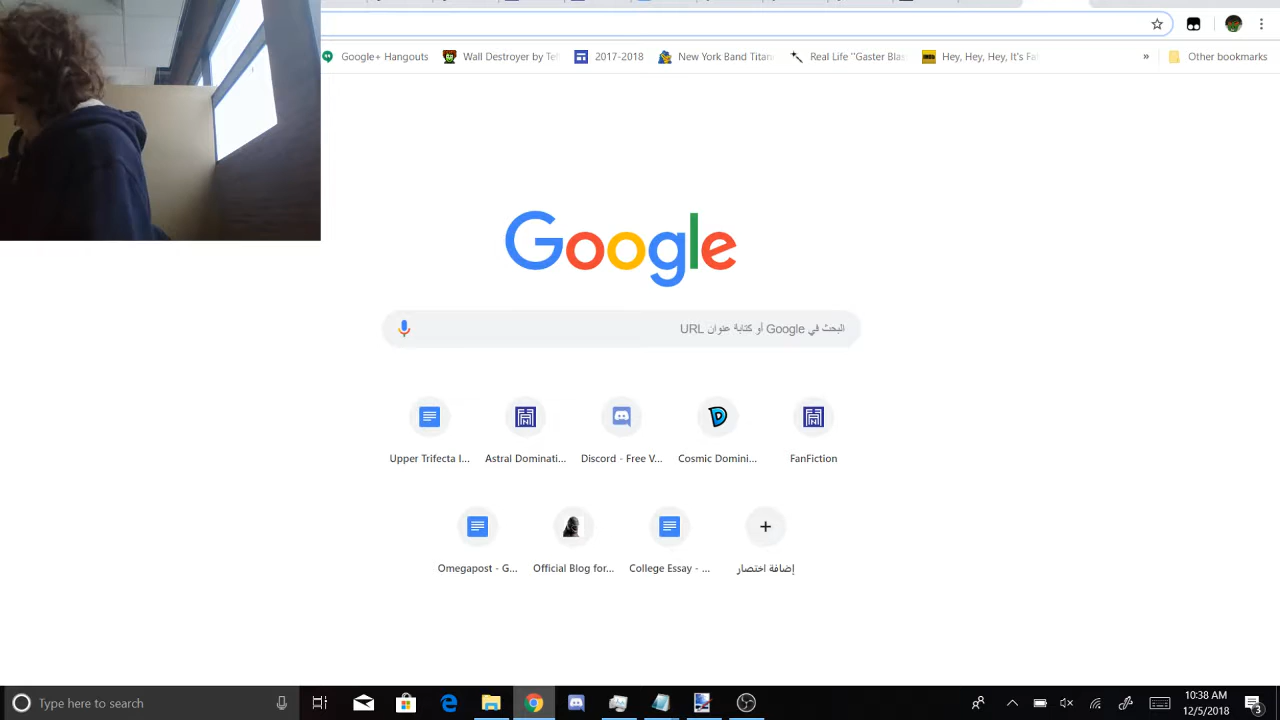 Google+ Hangouts
Wall Destroyer by Te
2017-2018
New York Band Titan
Real Life "Gaster Blas
Hey, Hey, Hey, It's Fa
»
Other bookmarks
Google
البحث في Google أو كتابة عنوان URL
Upper Trifecta I...
Astral Dominati...
Discord - Free V...
Cosmic Domini...
FanFiction
Omegapost - G...
Official Blog for...
College Essay - ...
إضافة اختصار
Type here to search
10:38 AM
12/5/2018
3